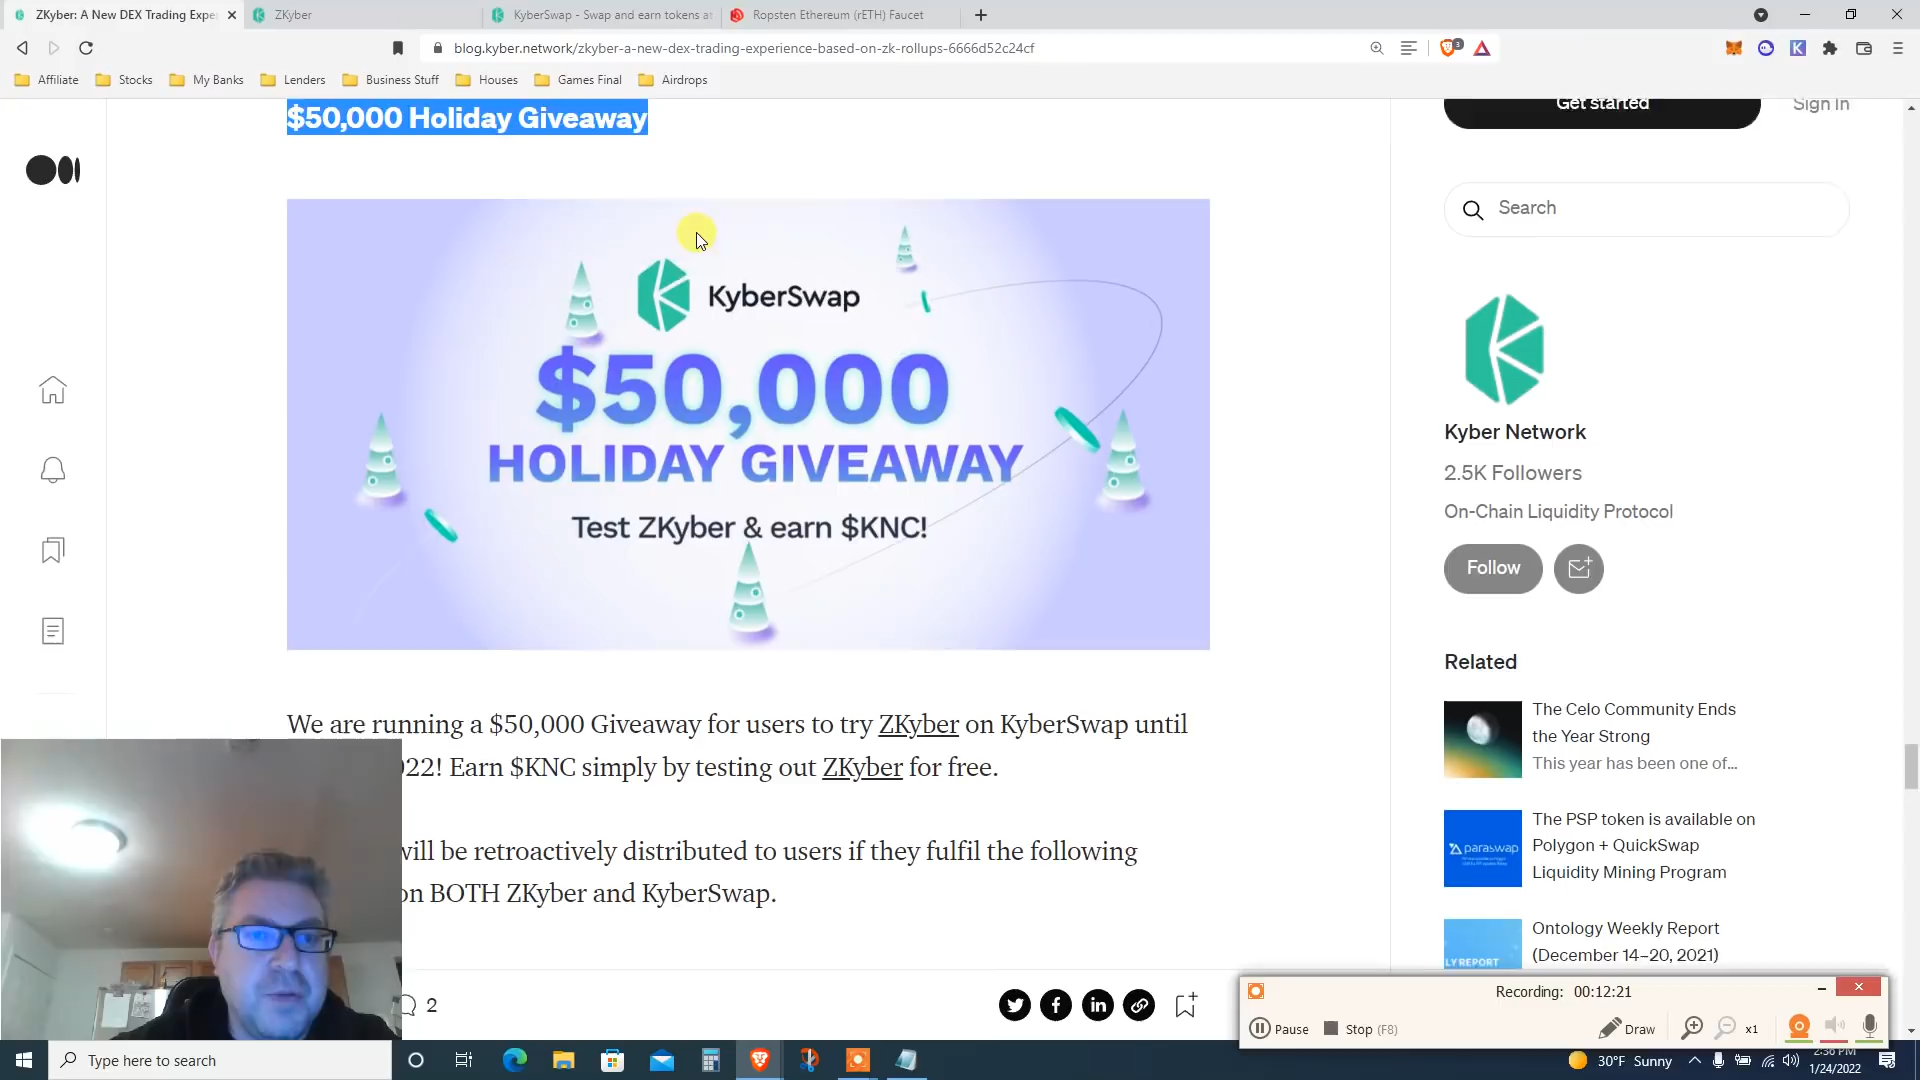 ZKyber: A New DEX Trading Expe
ZKyber
KyberSwap - Swap and earn tokens at
Ropsten Ethereum (rETH) Faucet
blog.kyber.network/zkyber-a-new-dex-trading-experience-based-on-zk-rollups-6666d52c24cf
3
Affiliate
Stocks
My Banks
Lenders
Business Stuff
Houses
Games Final
Airdrops
$50,000 Holiday Giveaway
Get started
Sign In
Search
KyberSwap
$50,000
HOLIDAY GIVEAWAY
Test ZKyber & earn $KNC!
Kyber Network
2.5K Followers
On-Chain Liquidity Protocol
Follow
Related
The Celo Community Ends
the Year Strong
This year has been one of...
paraswap
The PSP token is available on
Polygon + QuickSwap
Liquidity Mining Program
LY REPORT
Ontology Weekly Report
(December 14–20, 2021)
We are running a $50,000 Giveaway for users to try ZKyber on KyberSwap until
22! Earn $KNC simply by testing out ZKyber for free.
will be retroactively distributed to users if they fulfil the following
on BOTH ZKyber and KyberSwap.
2
Recording: 00:12:21
Pause
Stop (F8)
Draw
x1
Type here to search
30°F Sunny
2:36 PM
1/24/2022